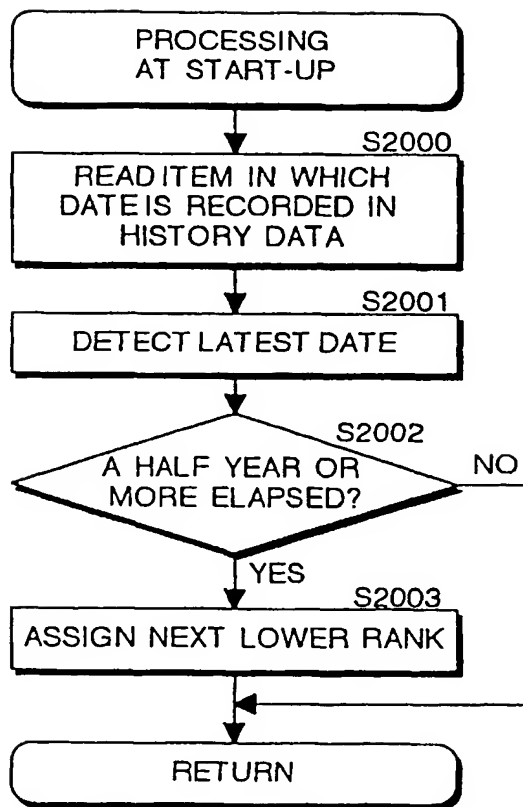 PROCESSING
AT START-UP
S2000
READ ITEM IN WHICH
DATE IS RECORDED IN
HISTORY DATA
S2001
DETECT LATEST DATE
S2002
A HALF YEAR OR
MORE ELAPSED?
NO
YES
S2003
ASSIGN NEXT LOWER RANK
RETURN